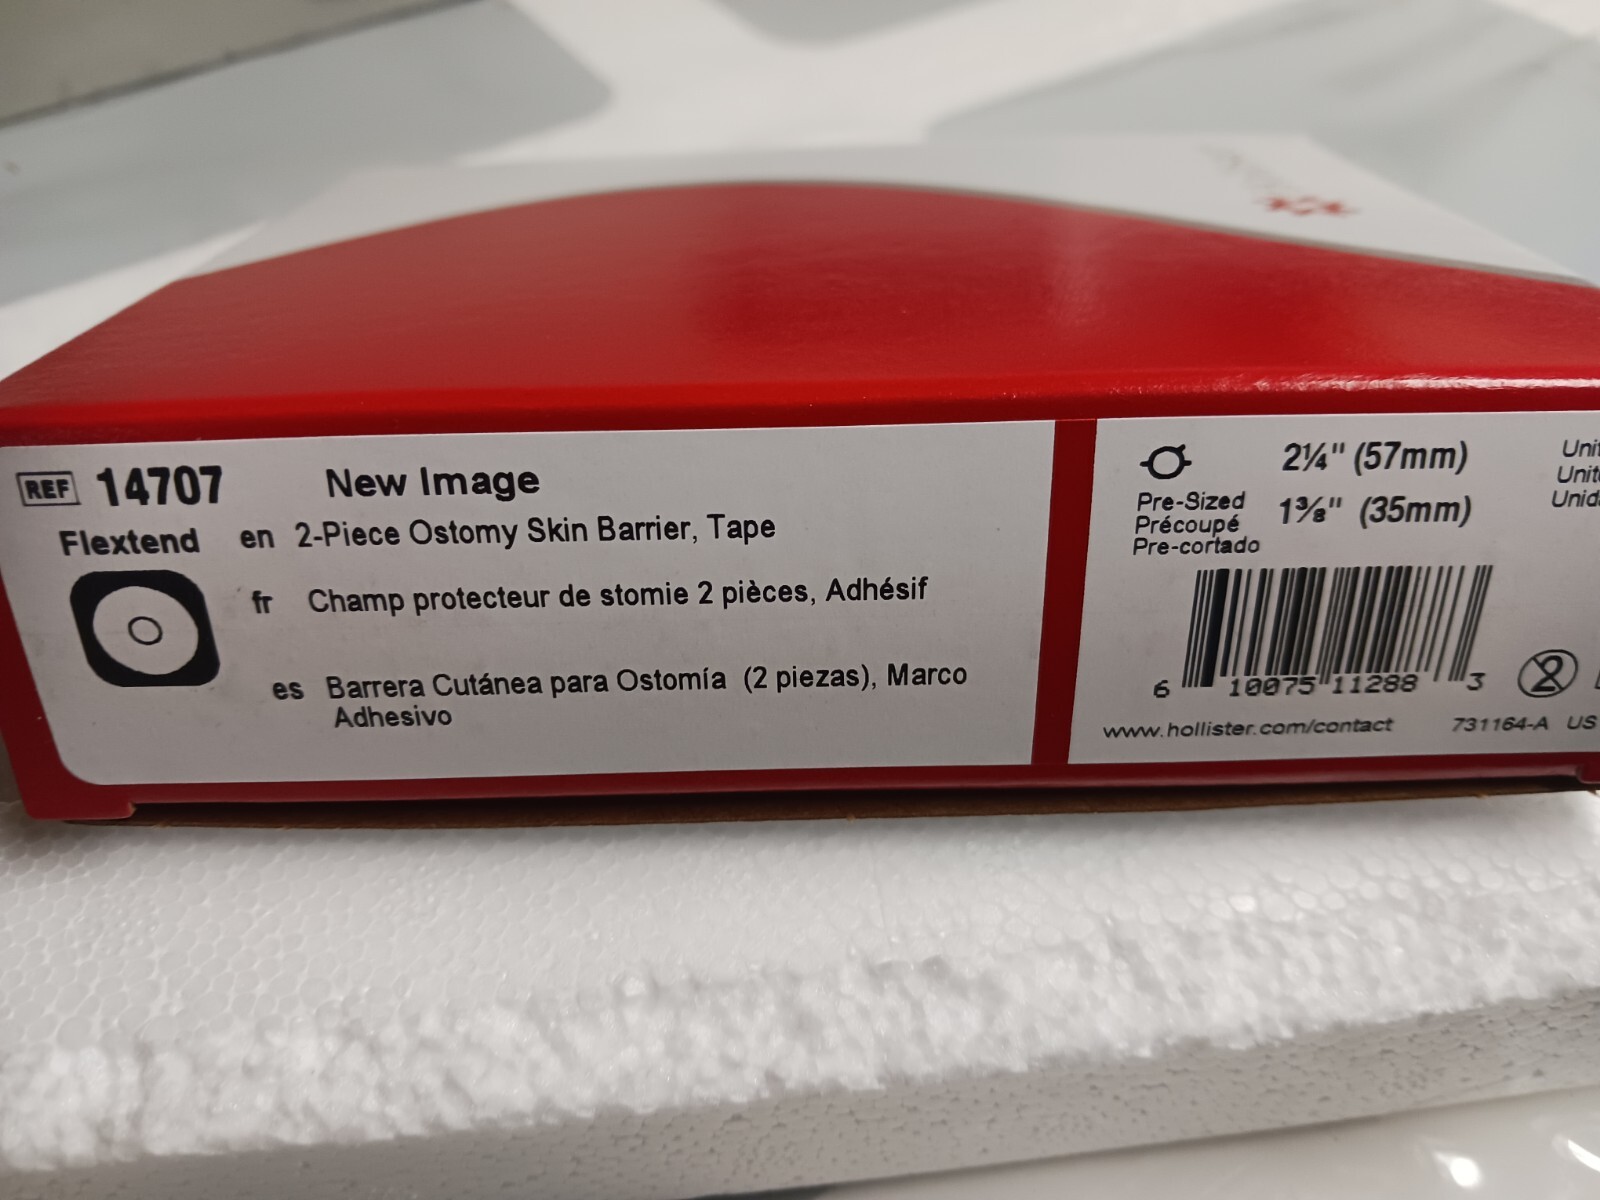 REF 14707 New Image
Flextend en 2-Piece Ostomy Skin Barrier, Tape
fr Champ protecteur de stomie 2 pièces, Adhésif
es Barrera Cutánea para Ostomía (2 piezas), Marco
Adhesivo
2¼" (57mm)
Pre-Sized 1⅜" (35mm)
Précoupé
Pre-cortado
6 10075 11288 3
2
www.hollister.com/contact 731164-A US